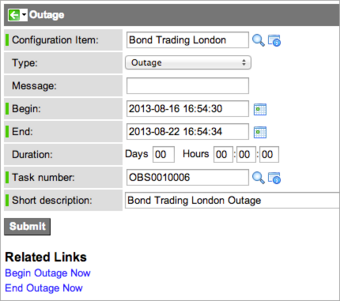 Outage
Configuration Item: Bond Trading London
Type: Outage
Message:
Begin: 2013-08-16 16:54:30
End: 2013-08-22 16:54:34
Duration: Days 00 Hours 00 : 00 : 00
Task number: OBS0010006
Short description: Bond Trading London Outage
Submit
Related Links
Begin Outage Now
End Outage Now